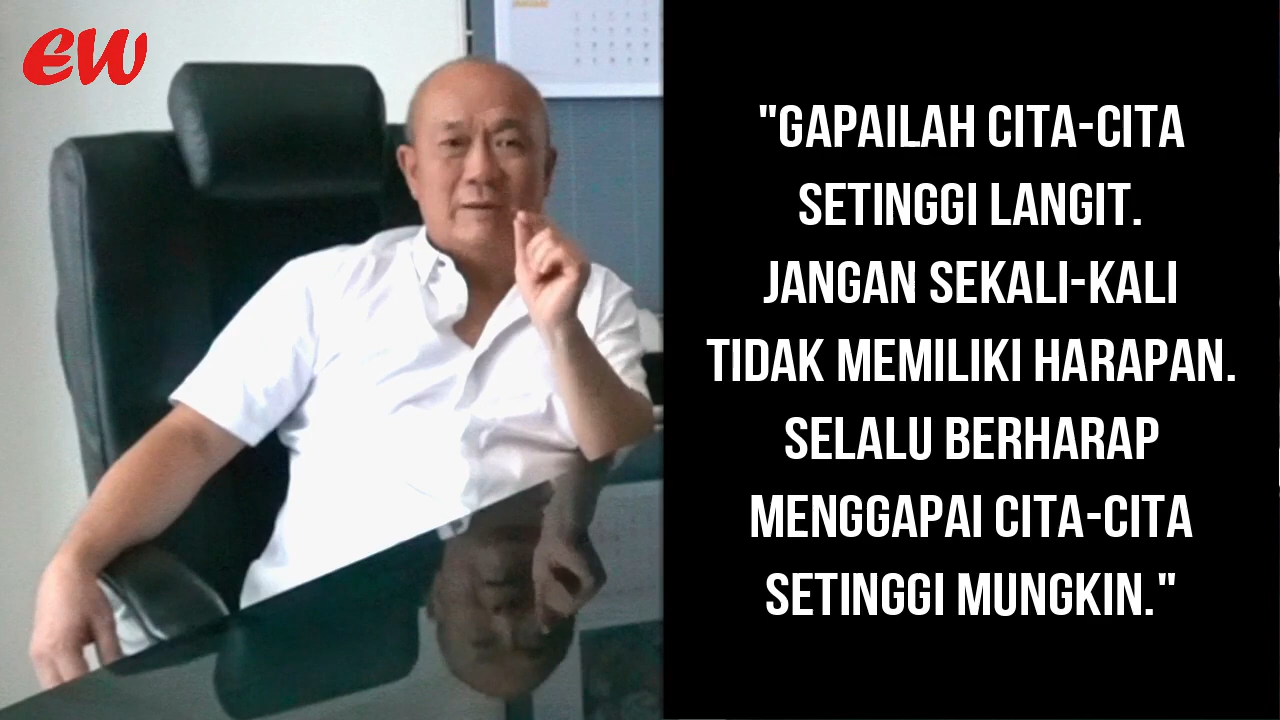 EW
"GAPAILAH CITA-CITA
SETINGGI LANGIT.
JANGAN SEKALI-KALI
TIDAK MEMILIKI HARAPAN.
SELALU BERHARAP
MENGGAPAI CITA-CITA
SETINGGI MUNGKIN."